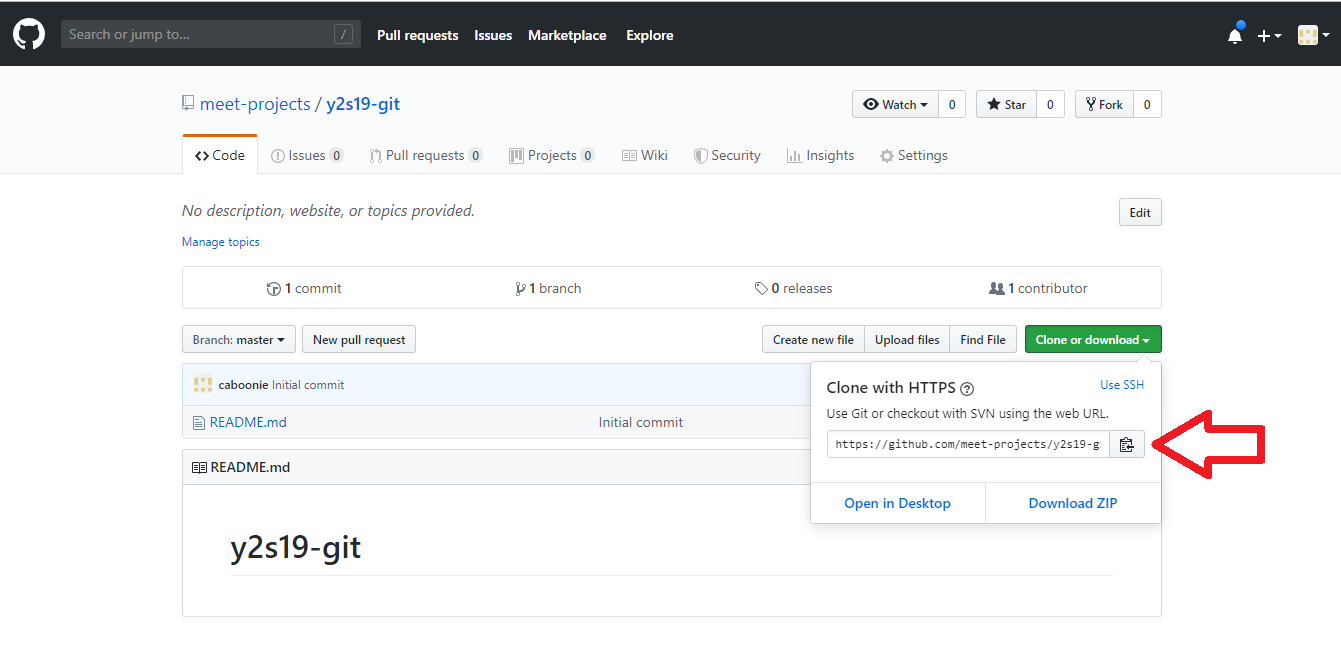 Search or jump to... / Pull requests Issues Marketplace Explore
meet-projects / y2s19-git Watch 0 Star 0 Fork 0
Code Issues 0 Pull requests 0 Projects 0 Wiki Security Insights Settings
No description, website, or topics provided. Edit
Manage topics
1 commit 1 branch 0 releases 1 contributor
Branch: master New pull request Create new file Upload files Find File Clone or download
caboonie Initial commit
README.md Initial commit
Clone with HTTPS ? Use SSH
Use Git or checkout with SVN using the web URL.
https://github.com/meet-projects/y2s19-g
Open in Desktop Download ZIP
README.md
y2s19-git